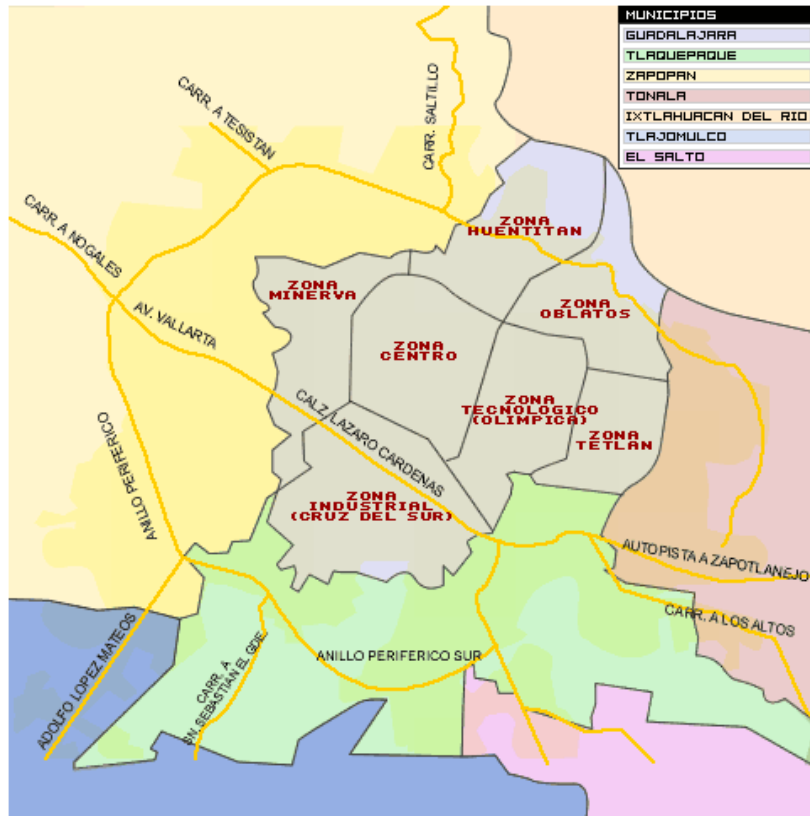 MUNICIPIOS
GUADALAJARA
TLAQUEPAQUE
ZAPOPAN
TONALA
IXTLAHUACAN DEL RIO
TLAJOMULCO
EL SALTO
CARR. A TESISTAN
CARR. SALTILLO
CARR. A NOGALES
AV. VALLARTA
ZONA
HUENTITAN
ZONA
MINERVA
ZONA
OBLATOS
ZONA
CENTRO
ZONA
TECNOLOGICO
(OLIMPICA)
ZONA
TETLAN
CALZ. LAZARO CARDENAS
ANILLO PERIFERICO
ZONA
INDUSTRIAL
(CRUZ DEL SUR)
AUTOPISTA A ZAPOTLANEJO
CARR. A LOS ALTOS
ADOLFO LOPEZ MATEOS
CARR. A
SN. SEBASTIAN EL GDE.
ANILLO PERIFERICO SUR